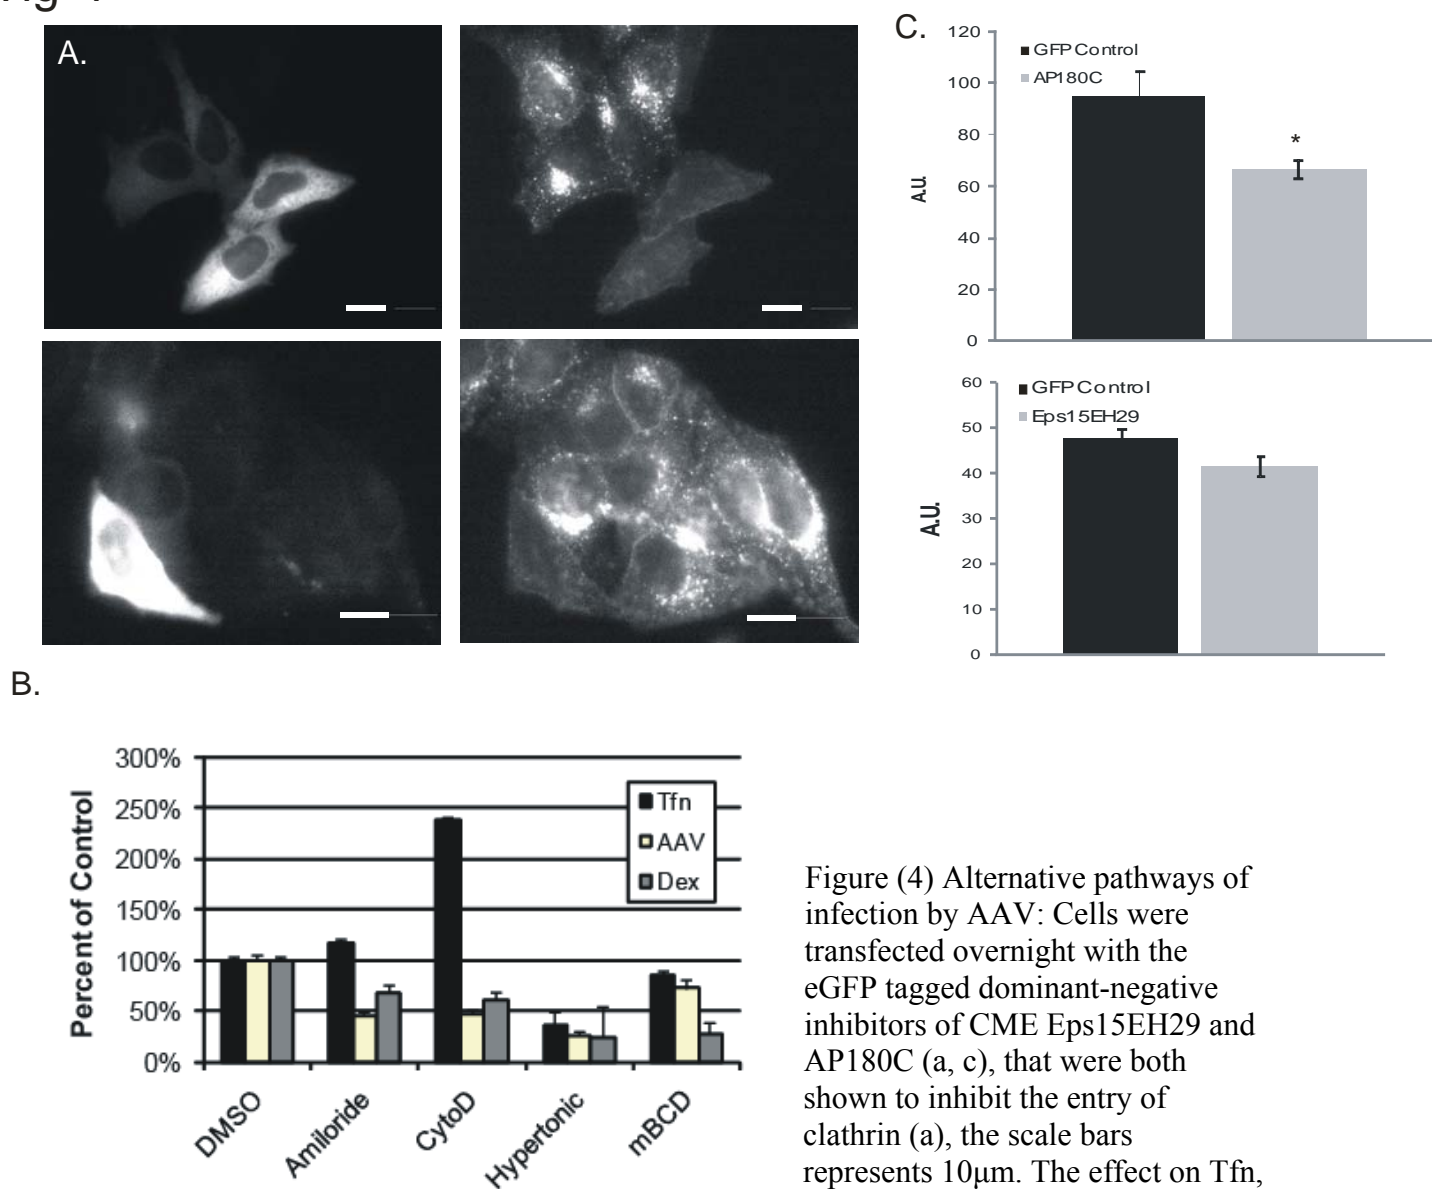 A.
C.
120
100
80
60
40
20
0
A.U.
GFP Control
AP180C
*
60
50
40
30
20
10
0
A.U.
GFP Control
Eps15EH29
B.
300%
250%
200%
150%
100%
50%
0%
Percent of Control
Tfn
AAV
Dex
DMSO
Amiloride
CytoD
Hypertonic
mBCD
Figure (4) Alternative pathways of
infection by AAV: Cells were
transfected overnight with the
eGFP tagged dominant-negative
inhibitors of CME Eps15EH29 and
AP180C (a, c), that were both
shown to inhibit the entry of
clathrin (a), the scale bars
represents 10μm. The effect on Tfn,